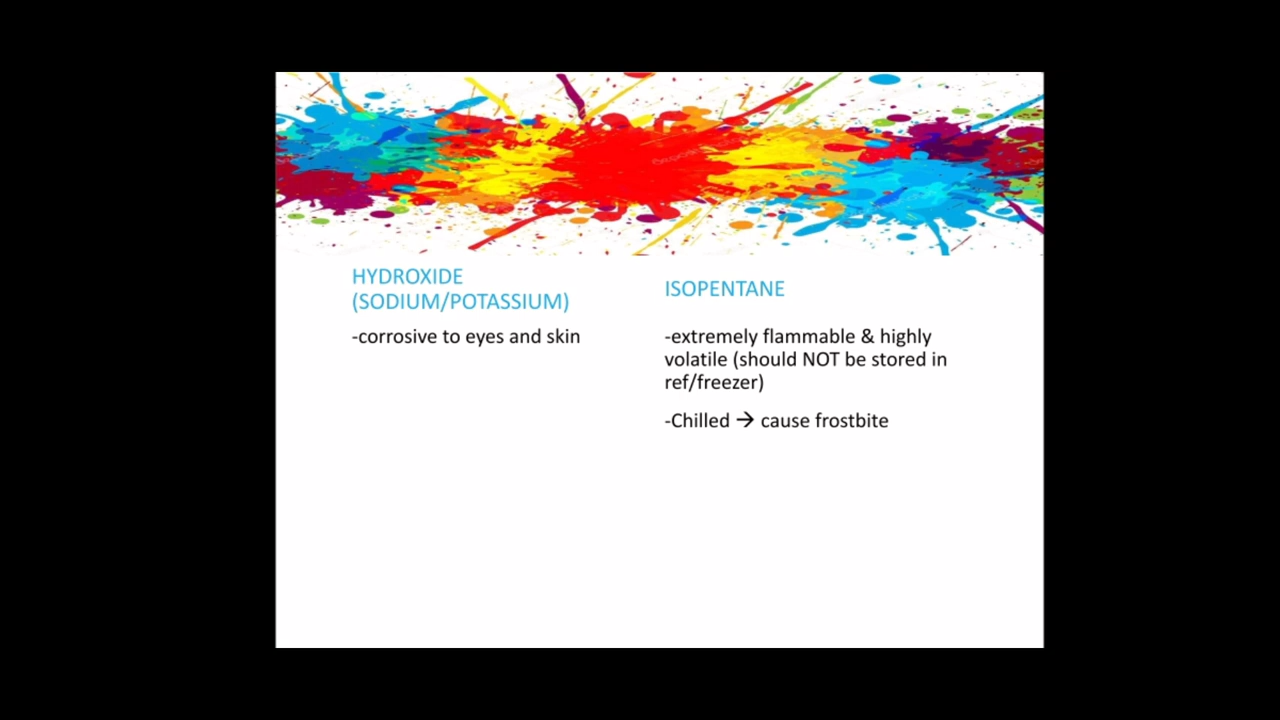 HYDROXIDE
(SODIUM/POTASSIUM)
-corrosive to eyes and skin
ISOPENTANE
-extremely flammable & highly
volatile (should NOT be stored in
ref/freezer)
-Chilled → cause frostbite